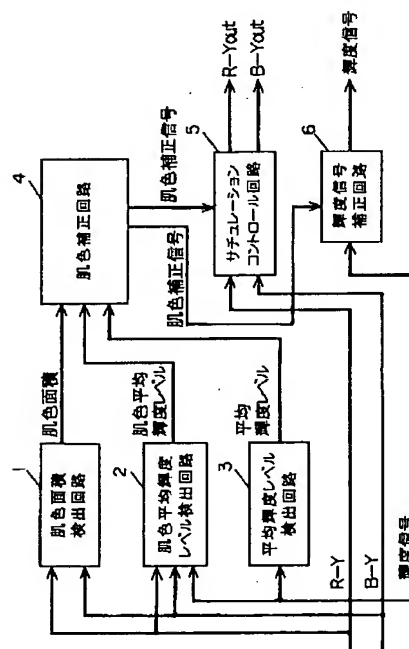 1
肌色面積
検出回路
肌色面積
2
肌色平均輝度
レベル検出回路
肌色平均
輝度レベル
3
平均輝度レベル
検出回路
平均
輝度レベル
4
肌色補正回路
肌色補正信号
肌色補正信号
5
サチュレーション
コントロール回路
R-Yout
B-Yout
6
輝度信号
補正回路
輝度信号
R-Y
B-Y
輝度信号